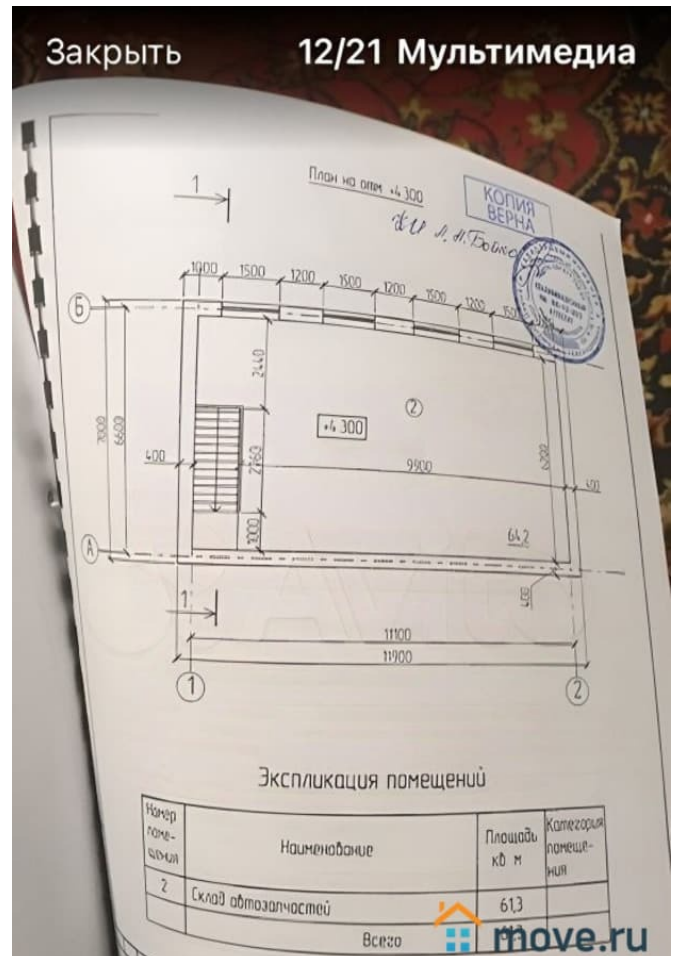 Закрыть 12/21 Мультимедиа
План на отм +4 300
КОПИЯ
ВЕРНА
1
1000 1500 1200 1500 1200 1500 1200
Б
2440
2
7000
6600
+4 300
400
2760
9900
400
1000
64,2
А
400
1
11100
11900
1
2
Экспликация помещений
Номер
поме-
щения
Наименование
Площадь
кв м
Категория
помеще-
ния
2 Склад автозапчастей 61,3
Всего
move.ru